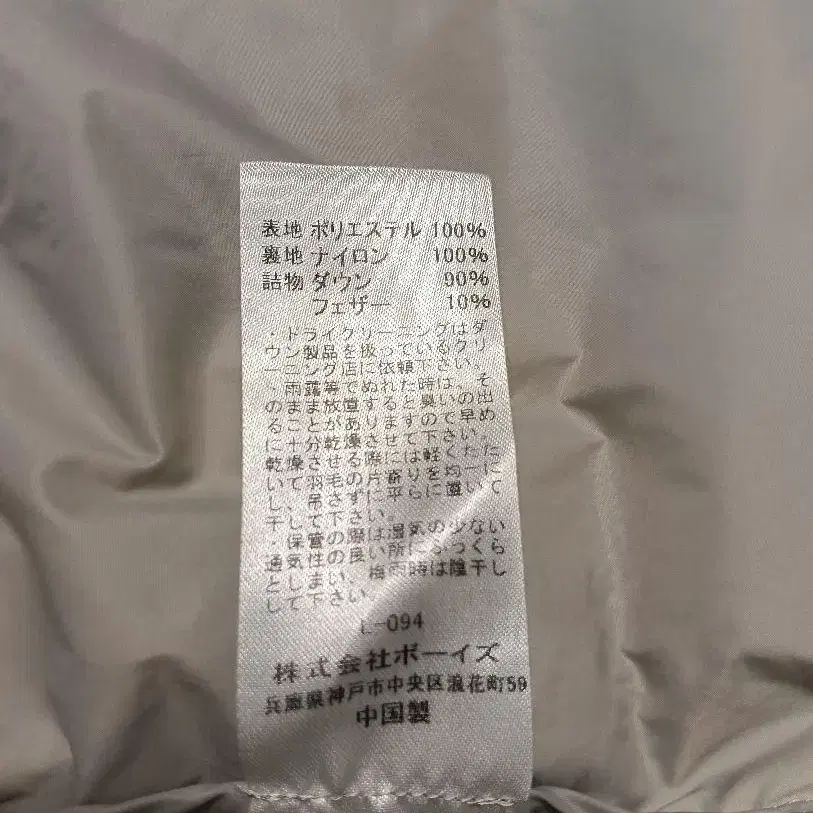 表地 ポリエステル 100%
裏地 ナイロン 100%
詰物 ダウン 90%
フェザー 10%
・ドライクリーニングはダ
ウン製品を扱っているクリ
ーニング店に依頼下さい。
・雨露等でぬれた時は、そ
のまま放置すると臭いの出
ることがありますので早め
に十分乾燥させて下さい。
乾燥させる際には軽くたた
いて羽毛の片寄りを均一に
し、吊さずに平らに置いて
干して下さい。
・保管の際は湿気の少ない
通気性の良い所にふっくら
としまい、梅雨時は陰干し
して下さい。
L-094
株式会社ボーイズ
兵庫県神戸市中央区浪花町59
中国製